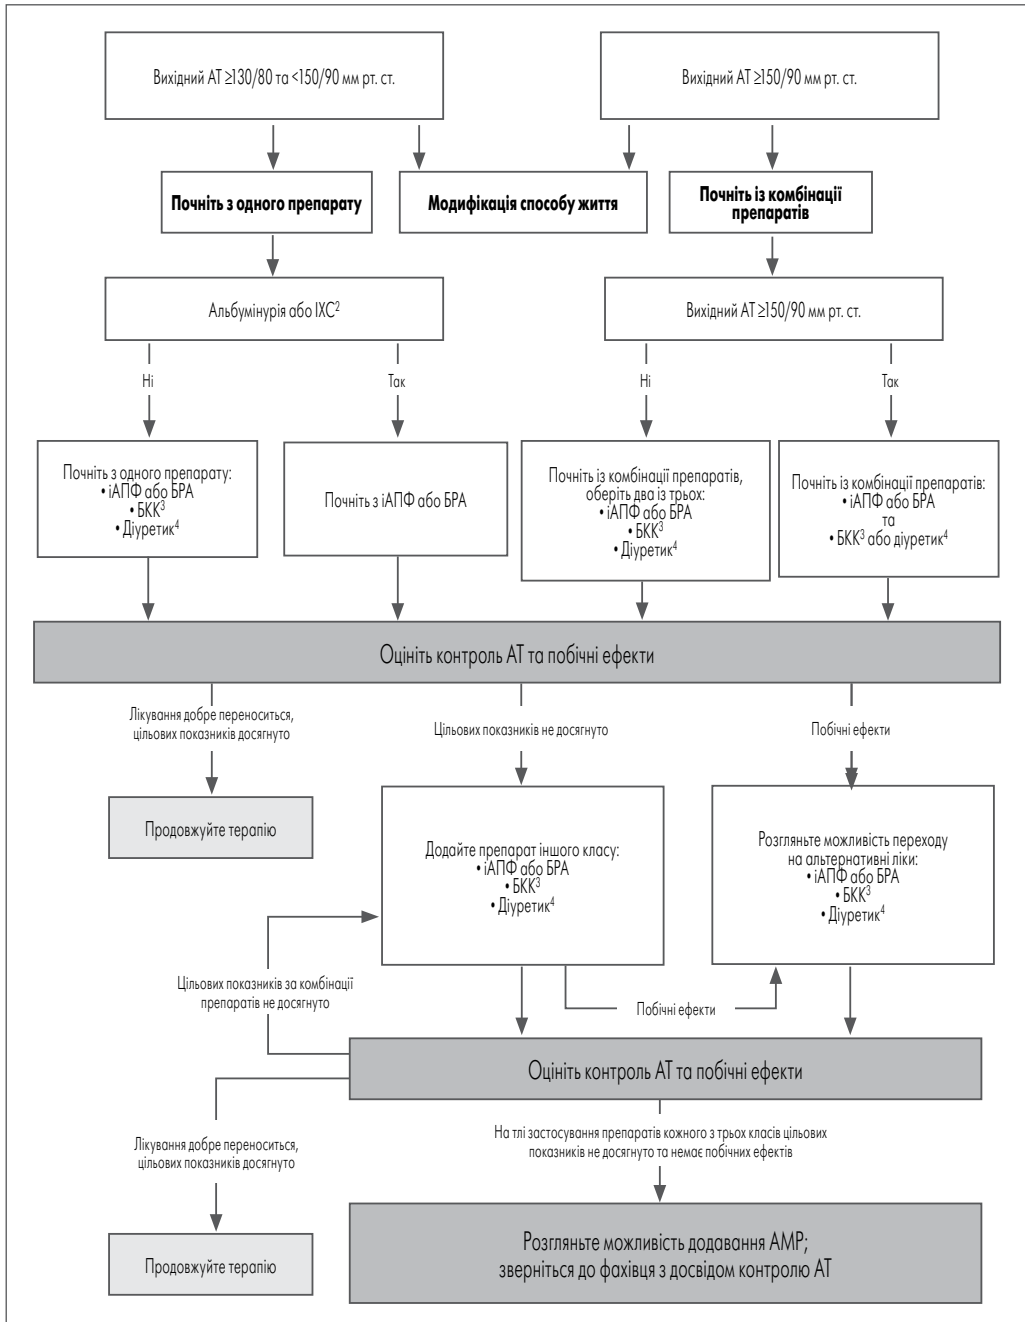 Вихідний АТ ≥130/80 та <150/90 мм рт. ст.
Вихідний АТ ≥150/90 мм рт. ст.
Почніть з одного препарату
Модифікація способу життя
Почніть із комбінації
препаратів
Альбумінурія або ІХС²
Вихідний АТ ≥150/90 мм рт. ст.
Ні
Так
Ні
Так
Почніть з одного препарату:
• іАПФ або БРА
• БКК³
• Діуретик⁴
Почніть з іАПФ або БРА
Почніть із комбінації препаратів,
оберіть два із трьох:
• іАПФ або БРА
• БКК³
• Діуретик⁴
Почніть із комбінації препаратів:
• іАПФ або БРА
та
• БКК³ або діуретик⁴
Оцініть контроль АТ та побічні ефекти
Лікування добре переноситься,
цільових показників досягнуто
Цільових показників не досягнуто
Побічні ефекти
Продовжуйте терапію
Додайте препарат іншого класу:
• іАПФ або БРА
• БКК³
• Діуретик⁴
Розгляньте можливість переходу
на альтернативні ліки:
• іАПФ або БРА
• БКК³
• Діуретик⁴
Цільових показників за комбінації
препаратів не досягнуто
Побічні ефекти
Оцініть контроль АТ та побічні ефекти
Лікування добре переноситься,
цільових показників досягнуто
На тлі застосування препаратів кожного з трьох класів цільових
показників не досягнуто та немає побічних ефектів
Продовжуйте терапію
Розгляньте можливість додавання АМР;
зверніться до фахівця з досвідом контролю АТ